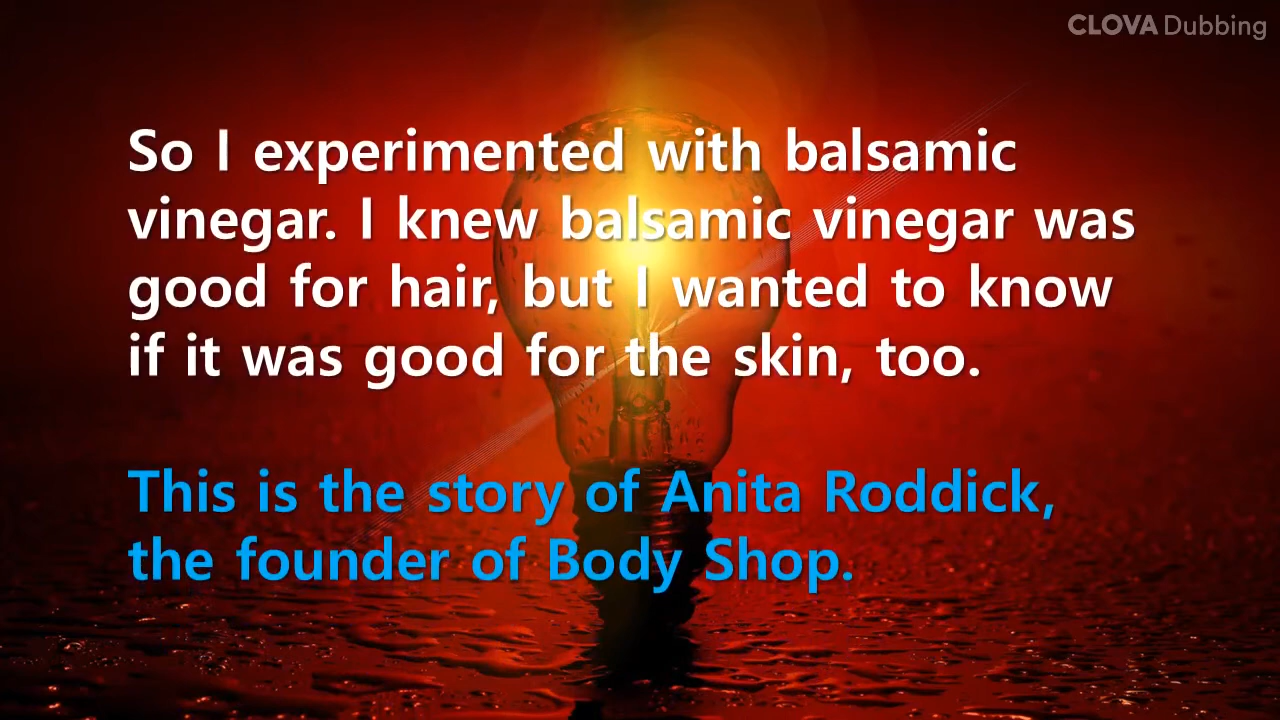 CLOVA Dubbing
So I experimented with balsamic
vinegar. I knew balsamic vinegar was
good for hair, but I wanted to know
if it was good for the skin, too.
This is the story of Anita Roddick,
the founder of Body Shop.